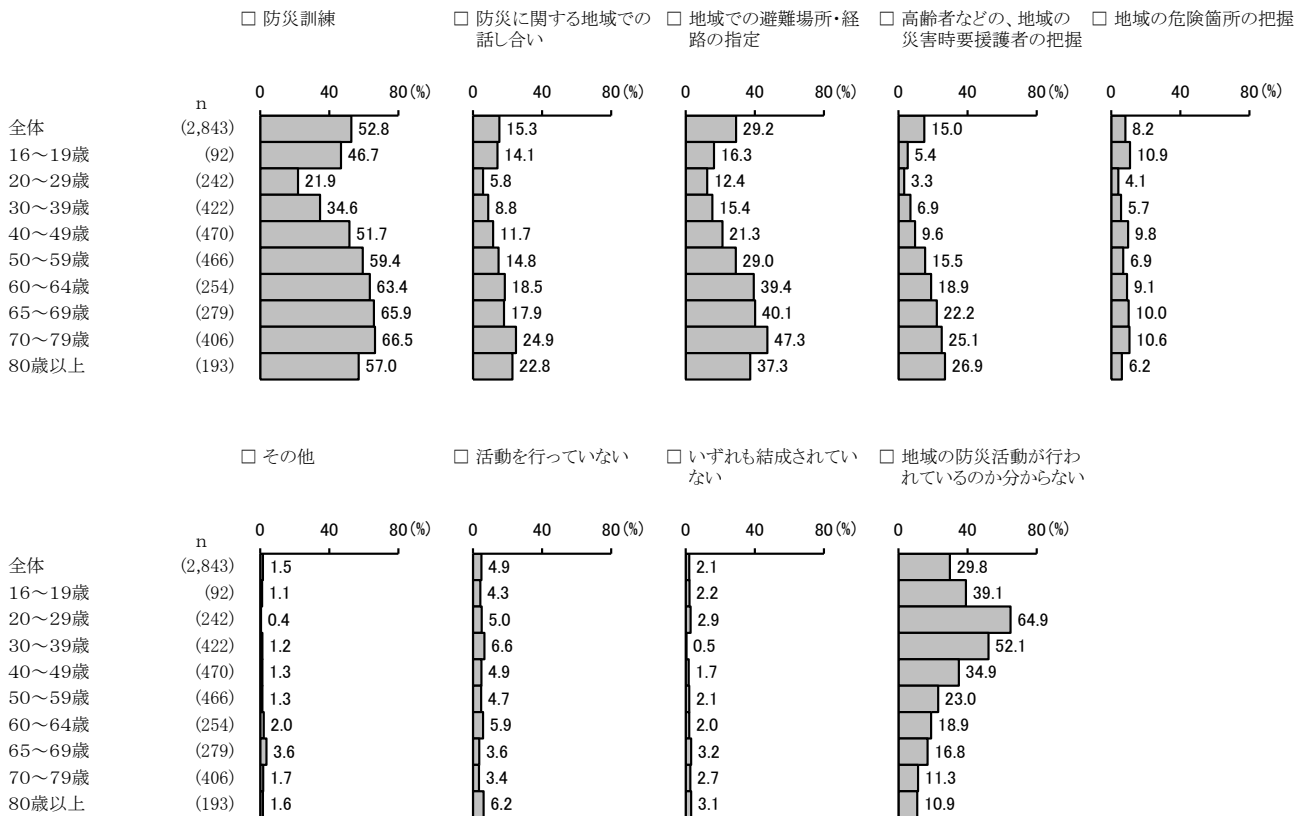 □ 防災訓練
□ 防災に関する地域での
話し合い
□ 地域での避難場所・経
路の指定
□ 高齢者などの、地域の
災害時要援護者の把握
□ 地域の危険箇所の把握
n 0 40 80(%) 0 40 80(%) 0 40 80(%) 0 40 80(%) 0 40 80(%)
全体 (2,843) 52.8 15.3 29.2 15.0 8.2
16～19歳 (92) 46.7 14.1 16.3 5.4 10.9
20～29歳 (242) 21.9 5.8 12.4 3.3 4.1
30～39歳 (422) 34.6 8.8 15.4 6.9 5.7
40～49歳 (470) 51.7 11.7 21.3 9.6 9.8
50～59歳 (466) 59.4 14.8 29.0 15.5 6.9
60～64歳 (254) 63.4 18.5 39.4 18.9 9.1
65～69歳 (279) 65.9 17.9 40.1 22.2 10.0
70～79歳 (406) 66.5 24.9 47.3 25.1 10.6
80歳以上 (193) 57.0 22.8 37.3 26.9 6.2
□ その他
□ 活動を行っていない
□ いずれも結成されてい
ない
□ 地域の防災活動が行わ
れているのか分からない
n 0 40 80(%) 0 40 80(%) 0 40 80(%) 0 40 80(%)
全体 (2,843) 1.5 4.9 2.1 29.8
16～19歳 (92) 1.1 4.3 2.2 39.1
20～29歳 (242) 0.4 5.0 2.9 64.9
30～39歳 (422) 1.2 6.6 0.5 52.1
40～49歳 (470) 1.3 4.9 1.7 34.9
50～59歳 (466) 1.3 4.7 2.1 23.0
60～64歳 (254) 2.0 5.9 2.0 18.9
65～69歳 (279) 3.6 3.6 3.2 16.8
70～79歳 (406) 1.7 3.4 2.7 11.3
80歳以上 (193) 1.6 6.2 3.1 10.9